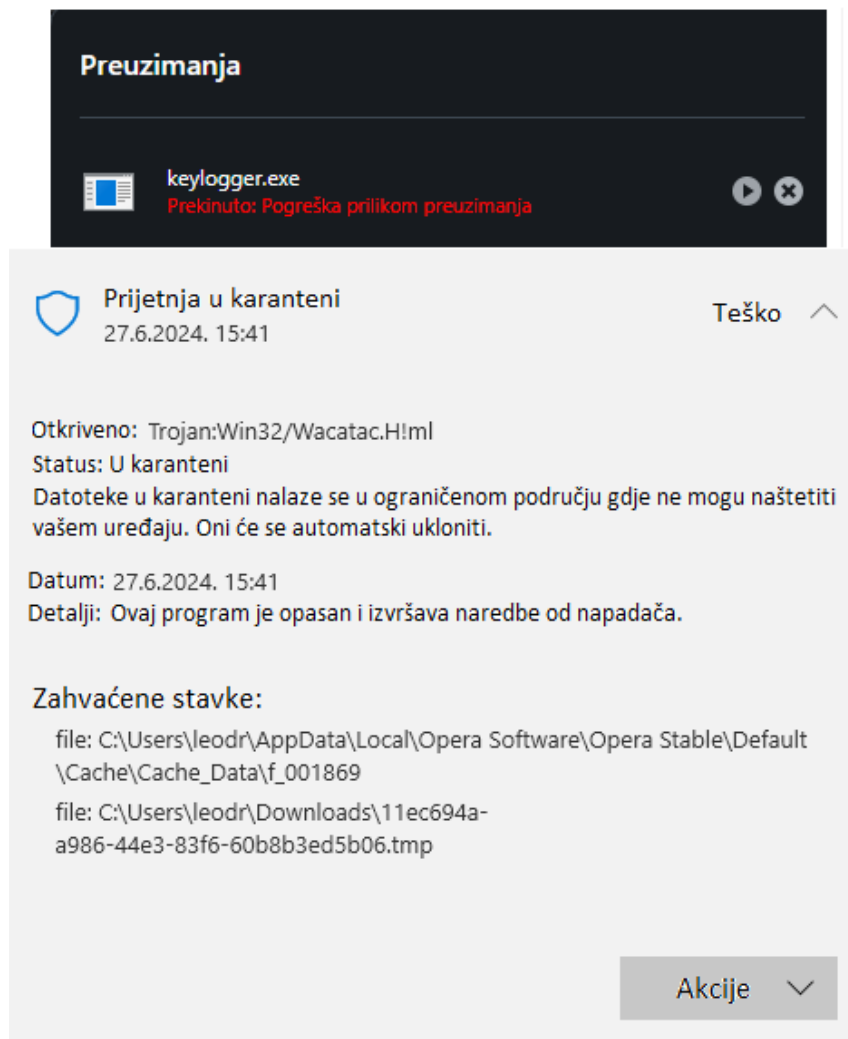 Preuzimanja
keylogger.exe
Prekinuto: Pogreška prilikom preuzimanja
Prijetnja u karanteni
27.6.2024. 15:41
Teško
Otkriveno: Trojan:Win32/Wacatac.H!ml
Status: U karanteni
Datoteke u karanteni nalaze se u ograničenom području gdje ne mogu naštetiti
vašem uređaju. Oni će se automatski ukloniti.
Datum: 27.6.2024. 15:41
Detalji: Ovaj program je opasan i izvršava naredbe od napadača.
Zahvaćene stavke:
file: C:\Users\leodr\AppData\Local\Opera Software\Opera Stable\Default
\Cache\Cache_Data\f_001869
file: C:\Users\leodr\Downloads\11ec694a-
a986-44e3-83f6-60b8b3ed5b06.tmp
Akcije